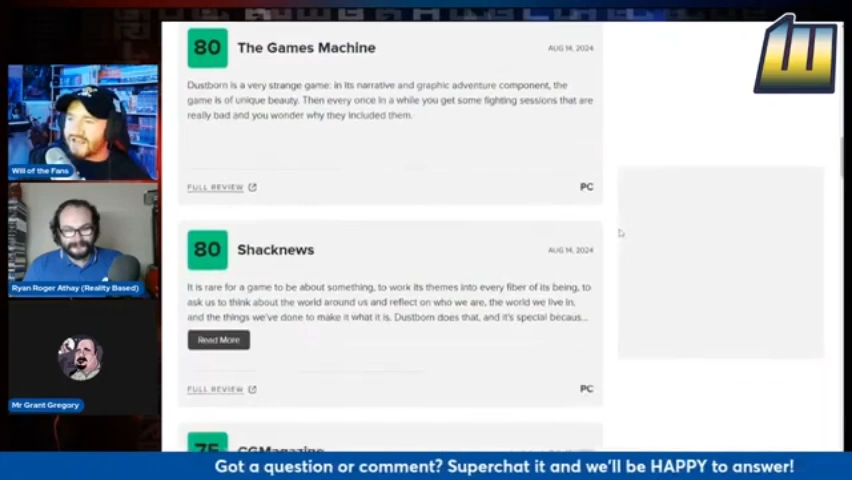 80 The Games Machine AUG 14, 2024
Dustborn is a very strange game: in its narrative and graphic adventure component, the
game is of unique beauty. Then every once in a while you get some fighting sessions that are
really bad and you wonder why they included them.
FULL REVIEW PC
Will of the Fans
80 Shacknews AUG 14, 2024
It is rare for a game to be about something, to work its themes into every fiber of its being, to
ask us to think about the world around us and reflect on who we are, the world we live in,
and the things we've done to make it what it is. Dustborn does that, and it's special becaus...
Read More
FULL REVIEW PC
Ryan Roger Athay (Reality Based)
Mr Grant Gregory
75 CGMagazine
Got a question or comment? Superchat it and we'll be HAPPY to answer!